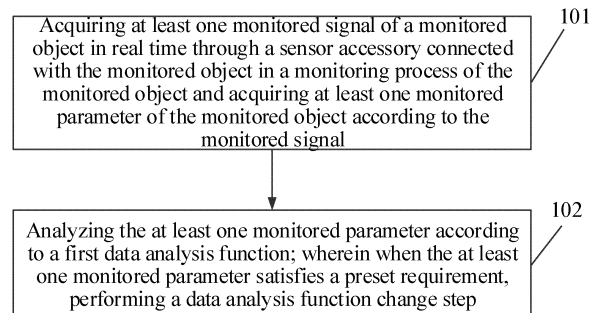 101
Acquiring at least one monitored signal of a monitored
object in real time through a sensor accessory connected
with the monitored object in a monitoring process of the
monitored object and acquiring at least one monitored
parameter of the monitored object according to the
monitored signal
102
Analyzing the at least one monitored parameter according
to a first data analysis function; wherein when the at least
one monitored parameter satisfies a preset requirement,
performing a data analysis function change step